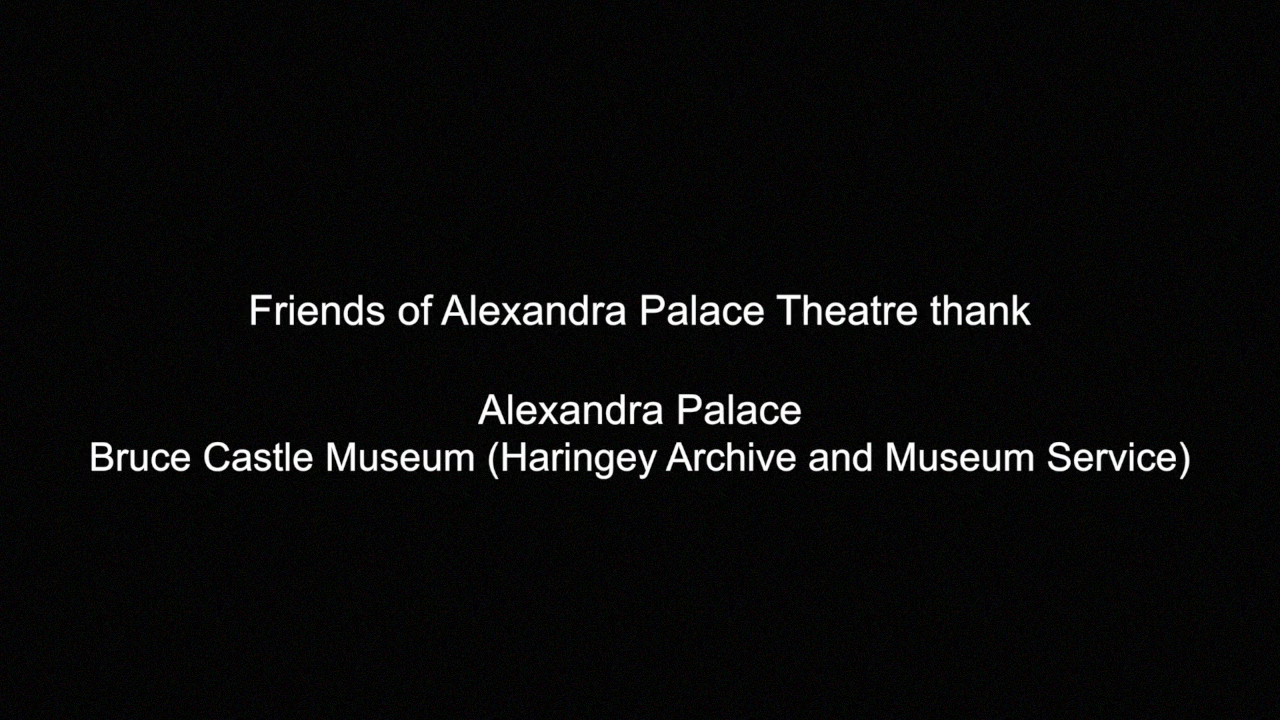 Friends of Alexandra Palace Theatre thank
Alexandra Palace
Bruce Castle Museum (Haringey Archive and Museum Service)